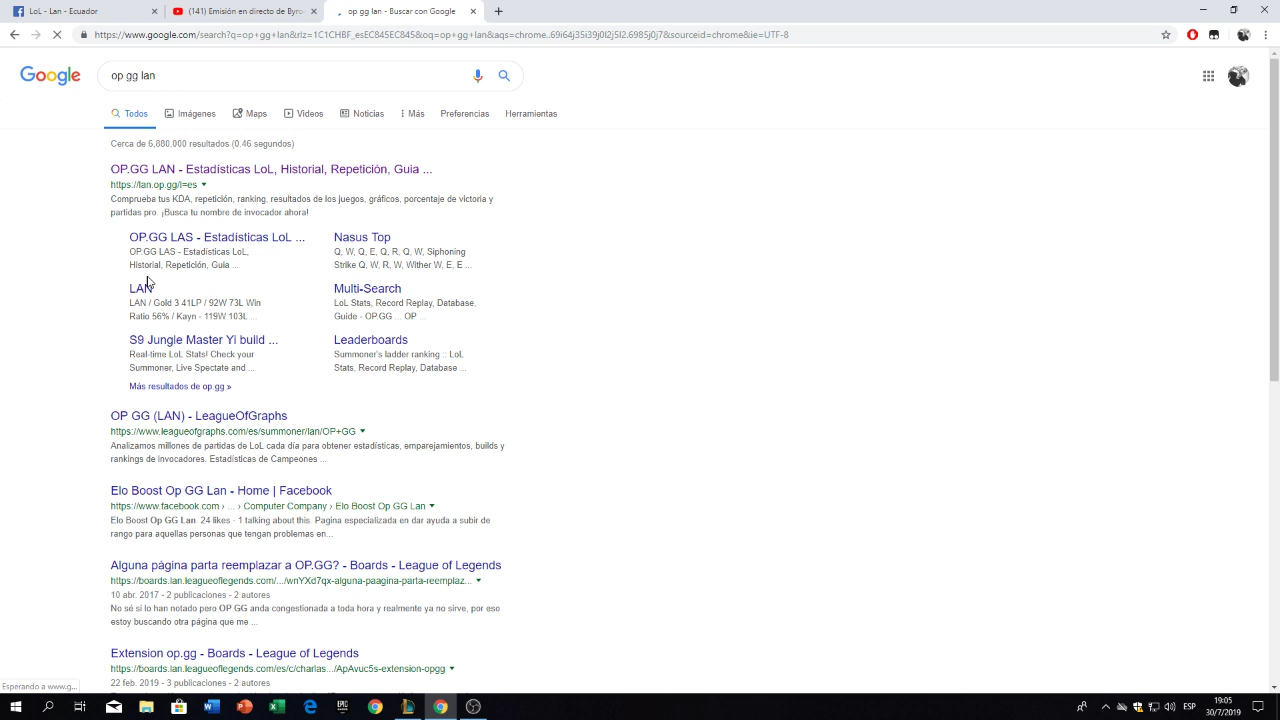 LoL - Lan - Ecuador
(141) Emisión en directo de Byro
op gg lan - Buscar con Google
https://www.google.com/search?q=op+gg+lan&rlz=1C1CHBF_esEC845EC845&oq=op+gg+lan&aqs=chrome..69i64j35i39j0l2j5l2.6985j0j7&sourceid=chrome&ie=UTF-8
Google
op gg lan
Todos
Imágenes
Maps
Videos
Noticias
Más
Preferencias
Herramientas
Cerca de 6,880,000 resultados (0.46 segundos)
OP.GG LAN - Estadísticas LoL, Historial, Repetición, Guia ...
https://lan.op.gg/l=es
Comprueba tus KDA, repetición, ranking, resultados de los juegos, gráficos, porcentaje de victoria y
partidas pro. ¡Busca tu nombre de invocador ahora!
OP.GG LAS - Estadísticas LoL ...
OP.GG LAS - Estadísticas LoL,
Historial, Repetición, Guia ...
Nasus Top
Q, W, Q, E, Q, R, Q, W, Siphoning
Strike Q, W, R, W, Wither W, E, E ...
LAN
LAN / Gold 3 41LP / 92W 73L Win
Ratio 56% / Kayn - 119W 103L ...
Multi-Search
LoL Stats, Record Replay, Database,
Guide - OP.GG ... OP ...
S9 Jungle Master Yi build ...
Real-time LoL Stats! Check your
Summoner, Live Spectate and ...
Leaderboards
Summoner's ladder ranking :: LoL
Stats, Record Replay, Database ...
Más resultados de op.gg »
OP GG (LAN) - LeagueOfGraphs
https://www.leagueofgraphs.com/es/summoner/lan/OP+GG
Analizamos millones de partidas de LoL cada día para obtener estadísticas, emparejamientos, builds y
rankings de invocadores. Estadísticas de Campeones ...
Elo Boost Op GG Lan - Home | Facebook
https://www.facebook.com › ... › Computer Company › Elo Boost Op GG Lan
Elo Boost Op GG Lan. 24 likes · 1 talking about this. Pagina especializada en dar ayuda a subir de
rango para aquellas personas que tengan problemas en...
Alguna página parta reemplazar a OP.GG? - Boards - League of Legends
https://boards.lan.leagueoflegends.com/.../wnYXd7qx-alguna-paagina-parta-reemplaz...
10 abr. 2017 - 2 publicaciones - 2 autores
No sé si lo han notado pero OP GG anda congestionada a toda hora y realmente ya no sirve, por eso
estoy buscando otra página que me ...
Extension op.gg - Boards - League of Legends
https://boards.lan.leagueoflegends.com/es/c/charlas.../ApAvuc5s-extension-opgg
22 feb. 2019 - 3 publicaciones - 2 autores
Esperando a www.g...
ESP
19:05
30/7/2019